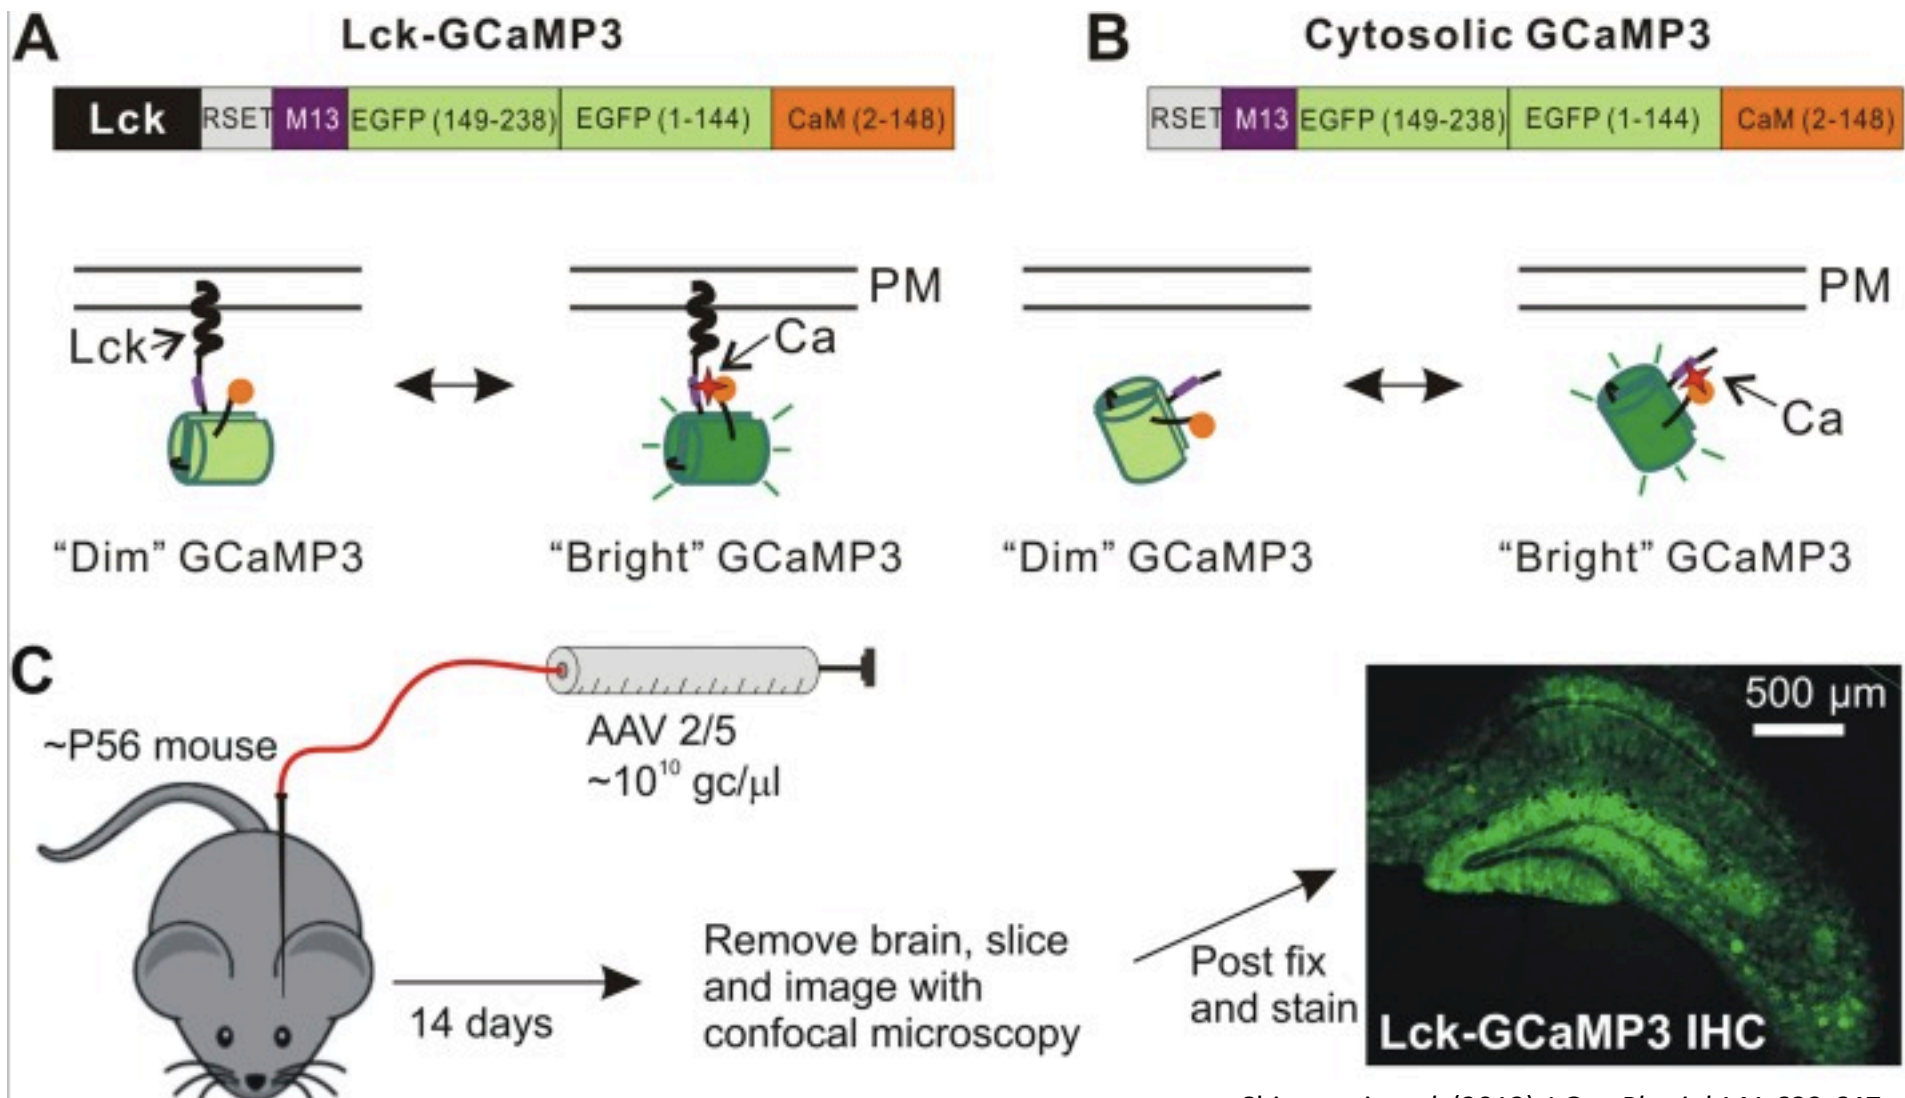 A
Lck-GCaMP3
Lck RSET M13 EGFP (149-238) EGFP (1-144) CaM (2-148)
Lck
Ca
PM
“Dim” GCaMP3
“Bright” GCaMP3
B
Cytosolic GCaMP3
RSET M13 EGFP (149-238) EGFP (1-144) CaM (2-148)
PM
Ca
“Dim” GCaMP3
“Bright” GCaMP3
C
~P56 mouse
AAV 2/5
~10¹⁰ gc/μl
14 days
Remove brain, slice
and image with
confocal microscopy
Post fix
and stain
500 μm
Lck-GCaMP3 IHC